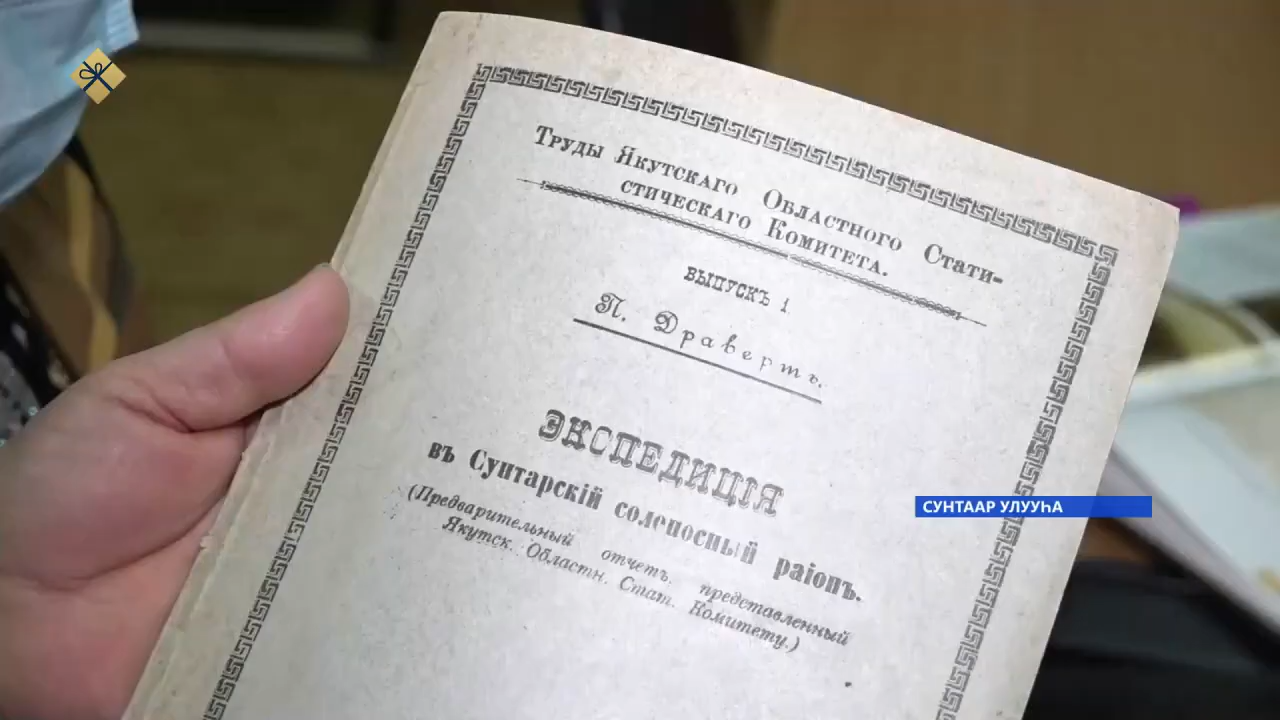 Труды Якутскаго Областного Стати-
стическаго Комитета.
ВЫПУСКЪ 1
П. Дравертъ.
ЭКСПЕДИЦІЯ
въ Сунтарскій соленосный раіонъ.
(Предварительный отчетъ, представленный
Якутск. Областн. Стат. Комитету.)
СУНТААР УЛУУҺА